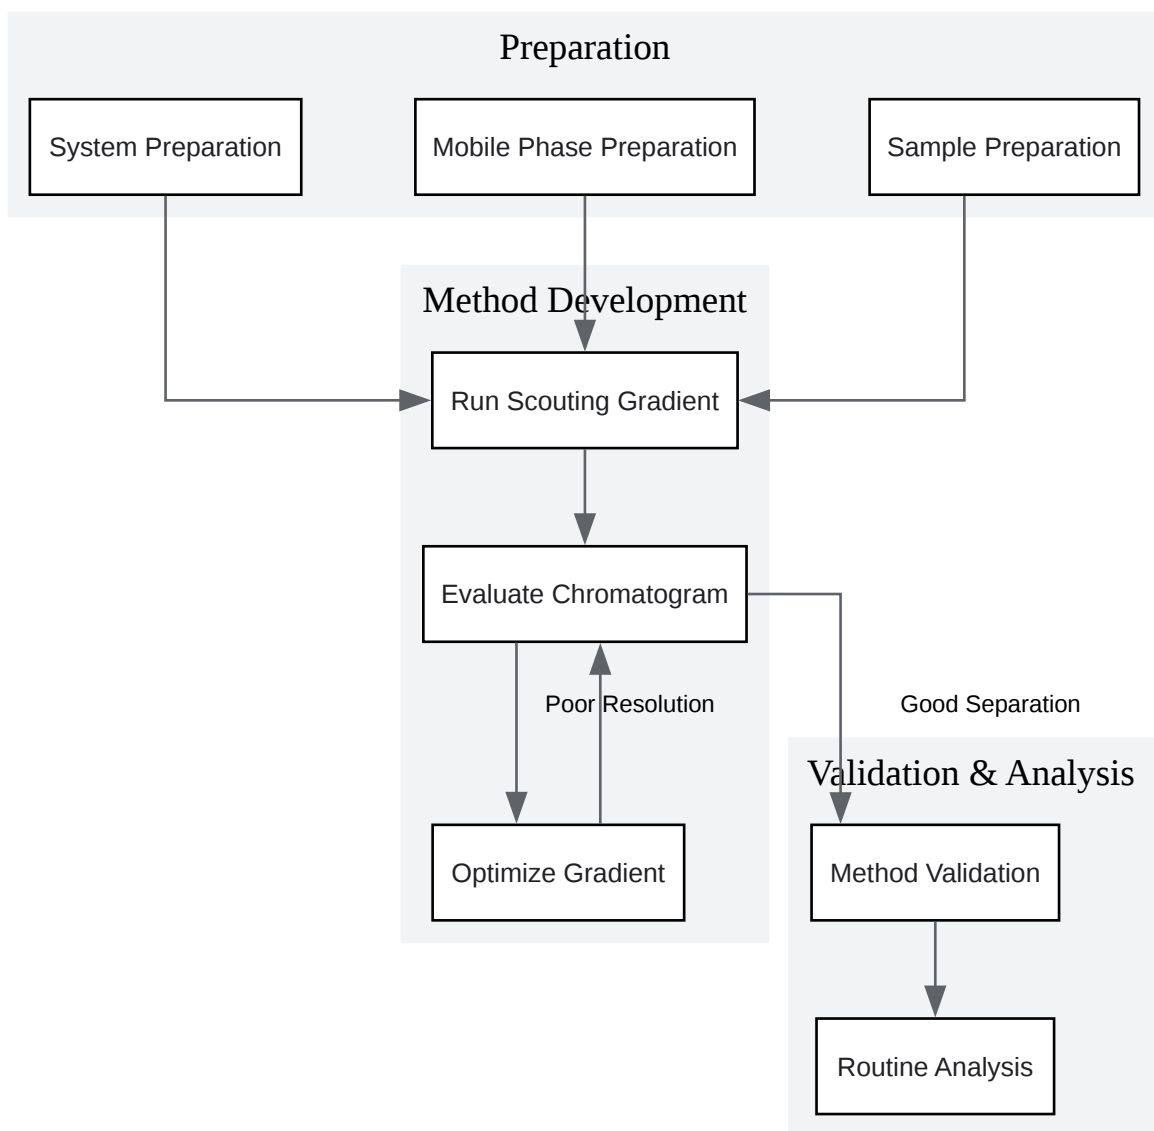 Preparation
System Preparation
Mobile Phase Preparation
Sample Preparation
Method Development
Run Scouting Gradient
Evaluate Chromatogram
Poor Resolution
Good Separation
Validation & Analysis
Optimize Gradient
Method Validation
Routine Analysis